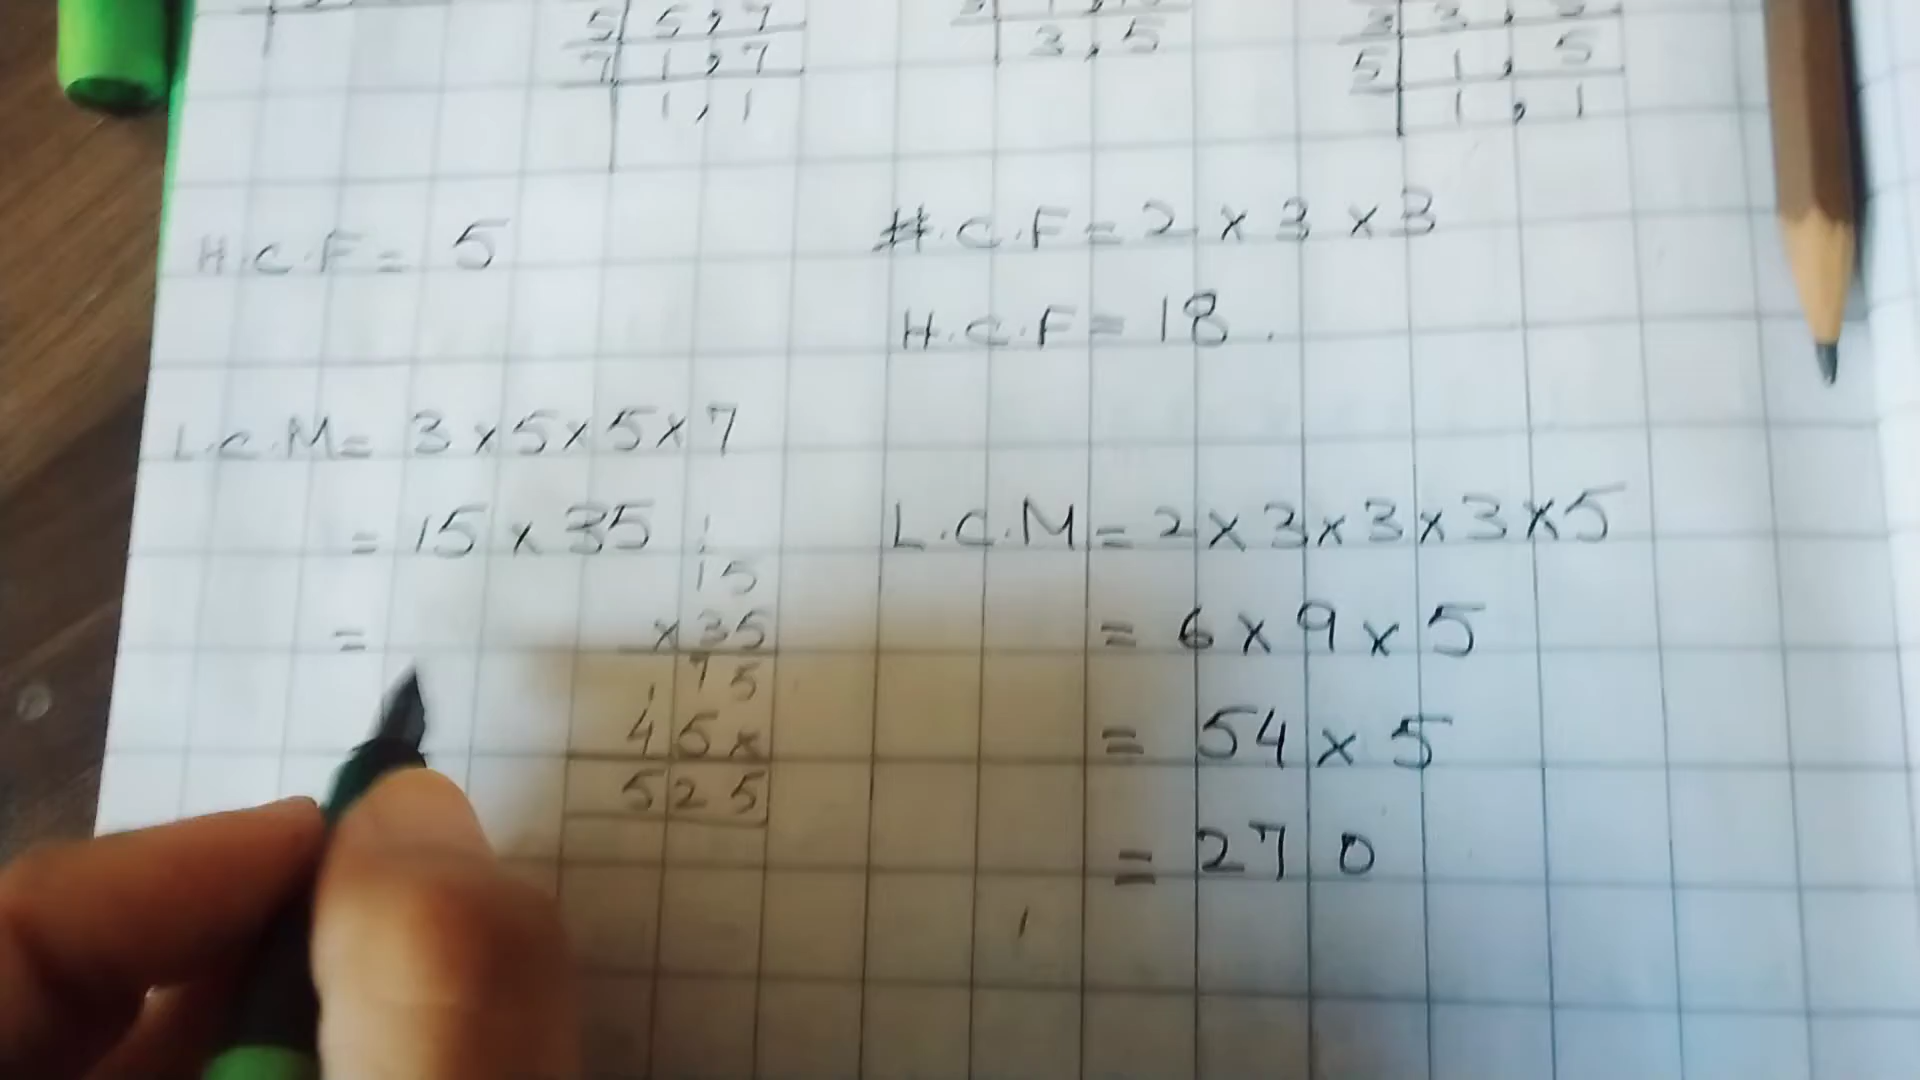 5 | 5, 7
7 | 1, 7
1, 1
3, 5
5 | 1, 5
1, 1
H.C.F = 5
L.C.M = 3 x 5 x 5 x 7
= 15 x 35
=
15
x 35
75
45x
525
H.C.F = 2 x 3 x 3
H.C.F = 18.
L.C.M = 2 x 3 x 3 x 3 x 5
= 6 x 9 x 5
= 54 x 5
= 270